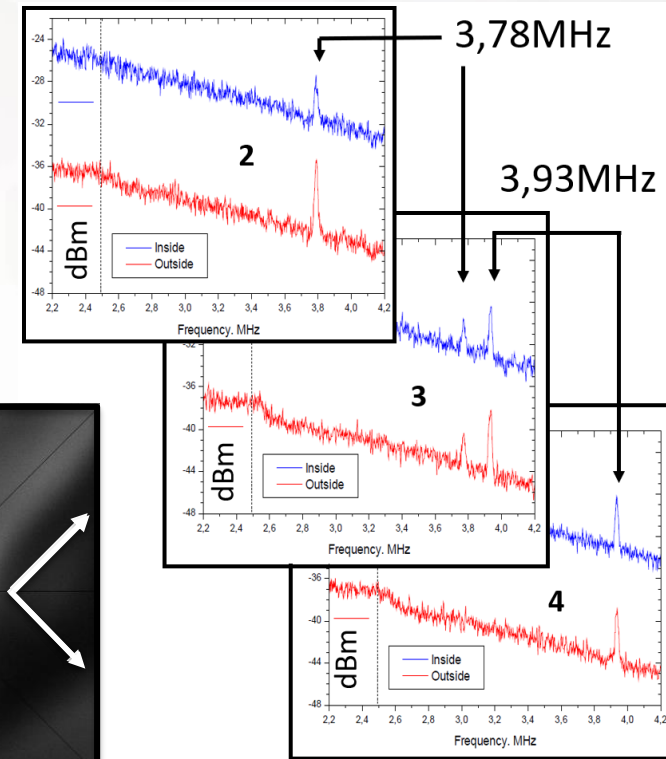 3,78MHz
3,93MHz
-24
-28
-32
-36
-40
-44
-48
2
dBm
Inside
Outside
2,2 2,4 2,6 2,8 3,0 3,2 3,4 3,6 3,8 4,0 4,2
Frequency. MHz
-32
-36
-40
-44
-48
3
dBm
Inside
Outside
2,2 2,4 2,6 2,8 3,0 3,2 3,4 3,6 3,8 4,0 4,2
Frequency. MHz
-36
-40
-44
-48
4
dBm
Inside
Outside
2,2 2,4 2,6 2,8 3,0 3,2 3,4 3,6 3,8 4,0 4,2
Frequency. MHz